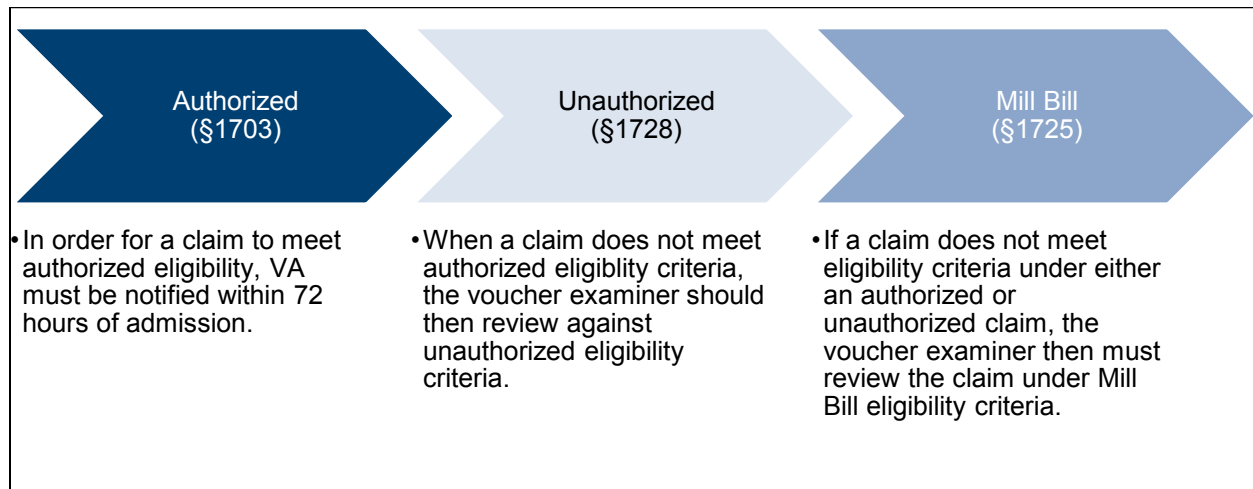 Authorized
(§1703)
Unauthorized
(§1728)
Mill Bill
(§1725)
•In order for a claim to meet
authorized eligibility, VA
must be notified within 72
hours of admission.
•When a claim does not meet
authorized eligiblity criteria,
the voucher examiner should
then review against
unauthorized eligibility
criteria.
•If a claim does not meet
eligibility criteria under either
an authorized or
unauthorized claim, the
voucher examiner then must
review the claim under Mill
Bill eligibility criteria.